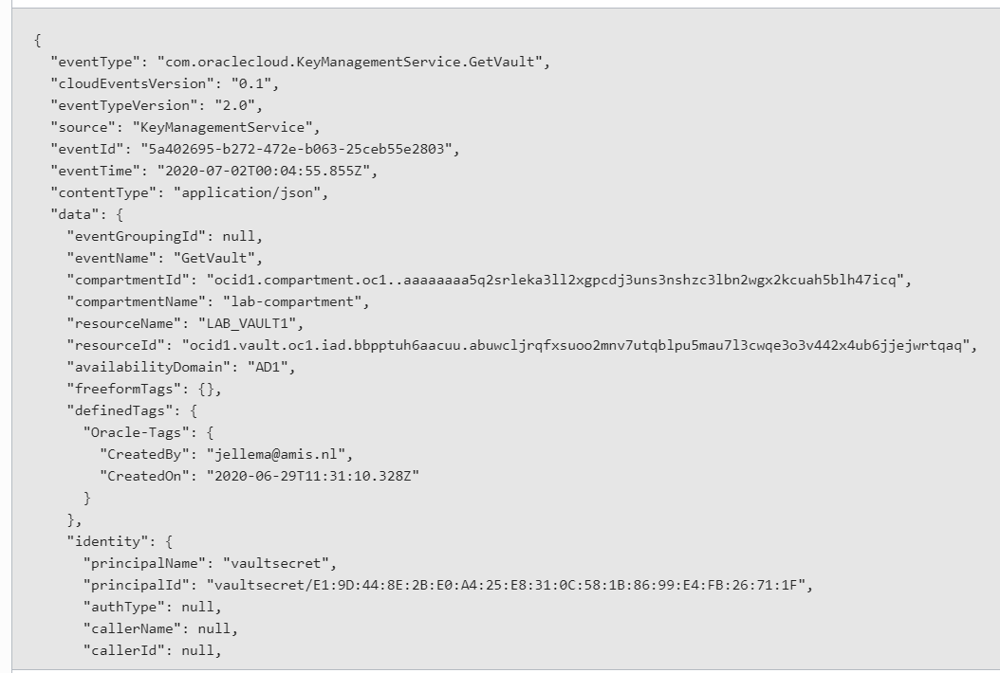 {
"eventType": "com.oraclecloud.KeyManagementService.GetVault",
"cloudEventsVersion": "0.1",
"eventTypeVersion": "2.0",
"source": "KeyManagementService",
"eventId": "5a402695-b272-472e-b063-25ceb55e2803",
"eventTime": "2020-07-02T00:04:55.855Z",
"contentType": "application/json",
"data": {
"eventGroupingId": null,
"eventName": "GetVault",
"compartmentId": "ocid1.compartment.oc1..aaaaaaaa5q2srleka3ll2xgpcdj3uns3nshzc3lbn2wgx2kcuah5blh47icq",
"compartmentName": "lab-compartment",
"resourceName": "LAB_VAULT1",
"resourceId": "ocid1.vault.oc1.iad.bbpptuh6aacuu.abuwcljrqfxsuoo2mnv7utqblpu5mau7l3cwqe3o3v442x4ub6jjejwrtqaq",
"availabilityDomain": "AD1",
"freeformTags": {},
"definedTags": {
"Oracle-Tags": {
"CreatedBy": "jellema@amis.nl",
"CreatedOn": "2020-06-29T11:31:10.328Z"
}
},
"identity": {
"principalName": "vaultsecret",
"principalId": "vaultsecret/E1:9D:44:8E:2B:E0:A4:25:E8:31:0C:58:1B:86:99:E4:FB:26:71:1F",
"authType": null,
"callerName": null,
"callerId": null,